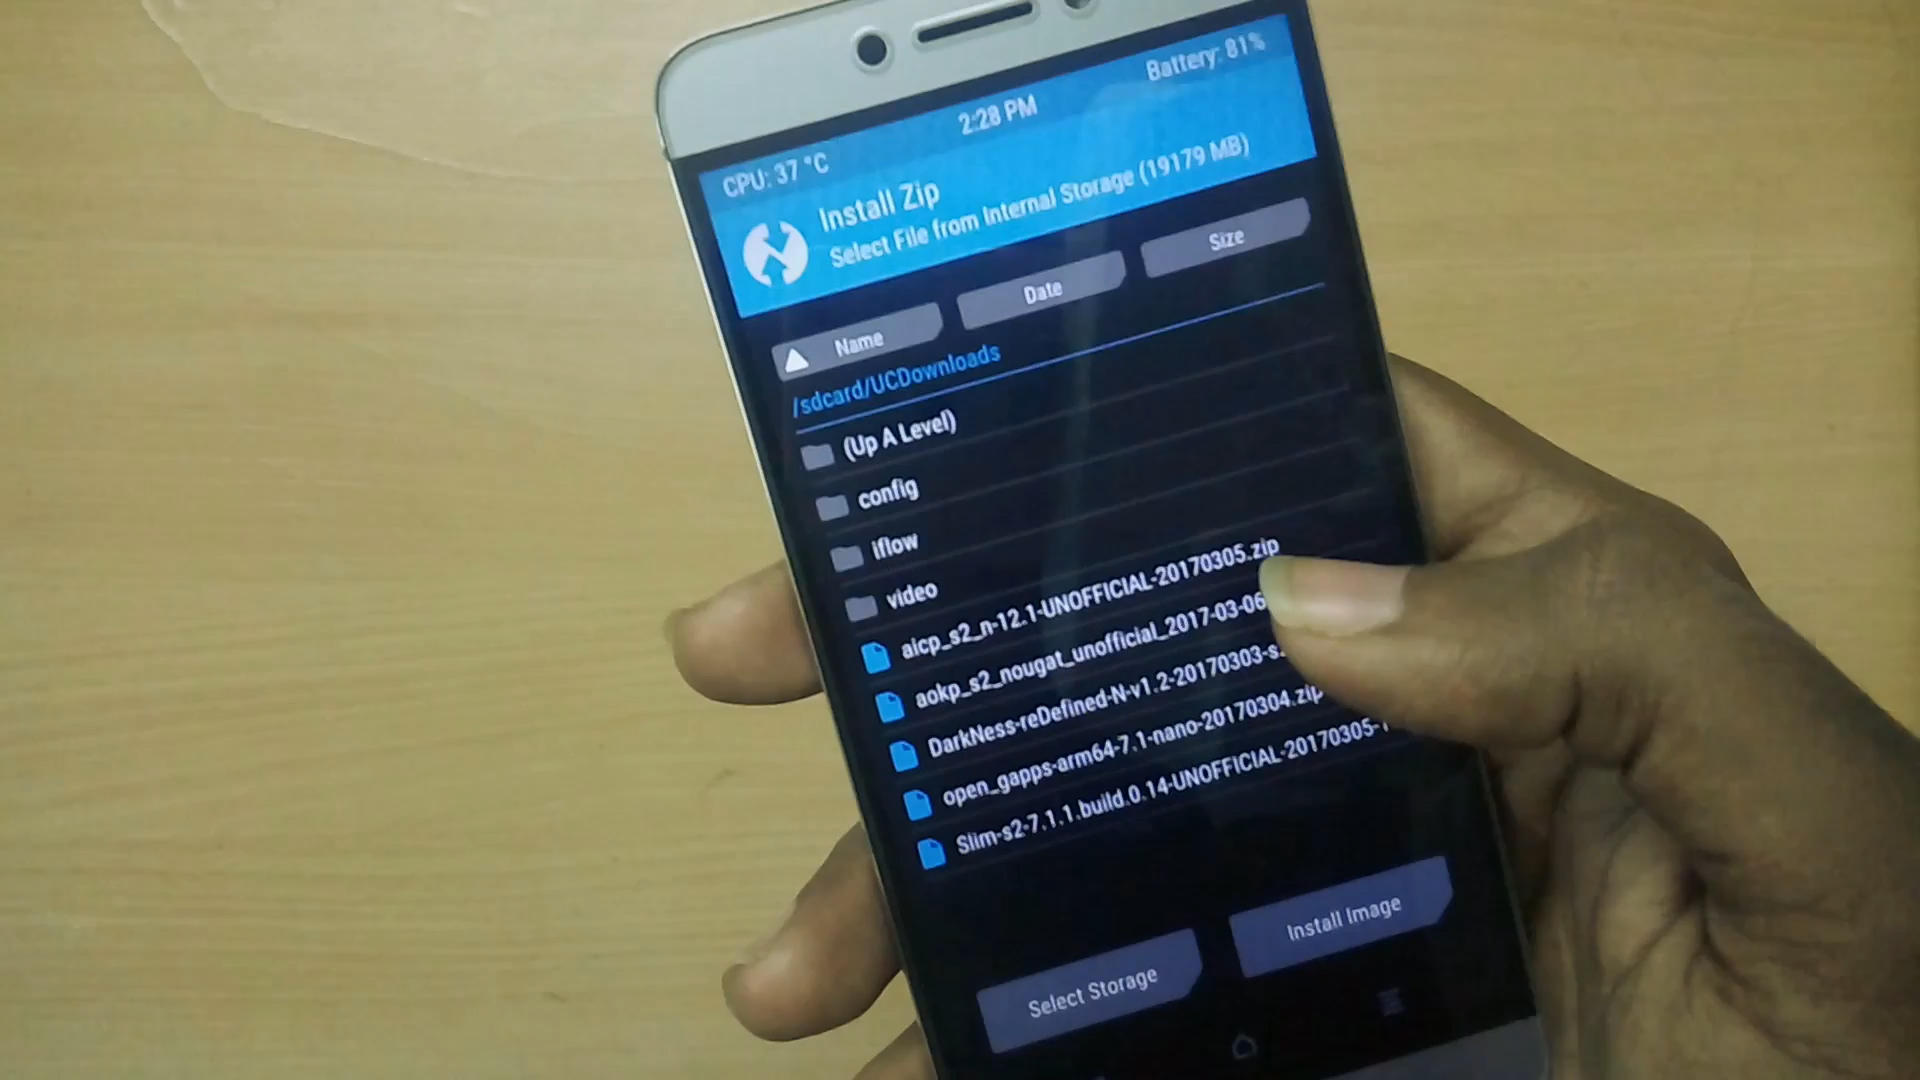 Battery: 81%
2:28 PM
CPU: 37 °C
Install Zip
Select File from Internal Storage (19179 MB)
Name
Date
Size
/sdcard/UCDownloads
(Up A Level)
config
iflow
video
aicp_s2_n-12.1-UNOFFICIAL-20170305.zip
aokp_s2_nougat_unofficial_2017-03-06
DarkNess-reDefined-N-v1.2-20170303-s
open_gapps-arm64-7.1-nano-20170304.zip
Slim-s2-7.1.1.build.0.14-UNOFFICIAL-20170305-
Select Storage
Install Image